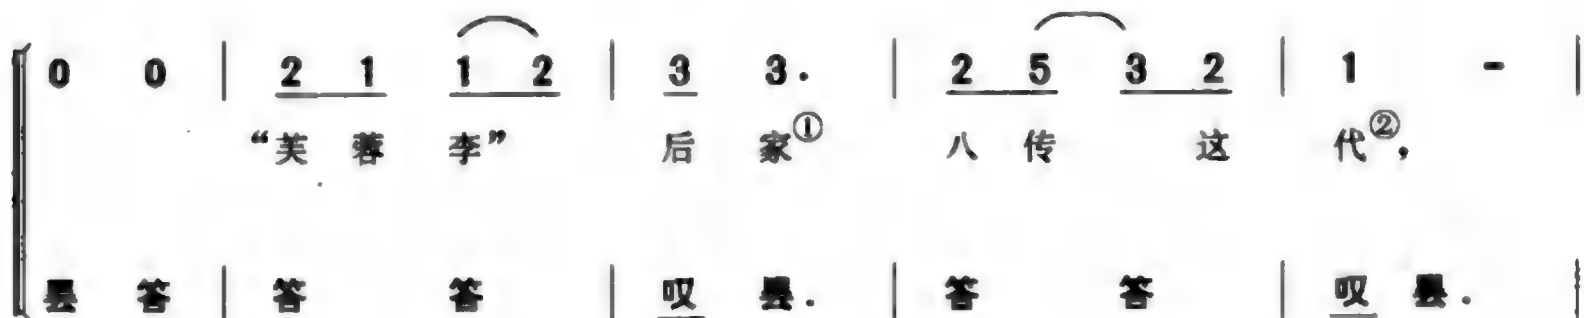 0 0 | 2 1 1 2 | 3 3. | 2 5 3 2 | 1 - |
“芙蓉李” 后家① 八传这代②,
昙答 | 答答 | 叹昙. | 答答 | 叹昙. |